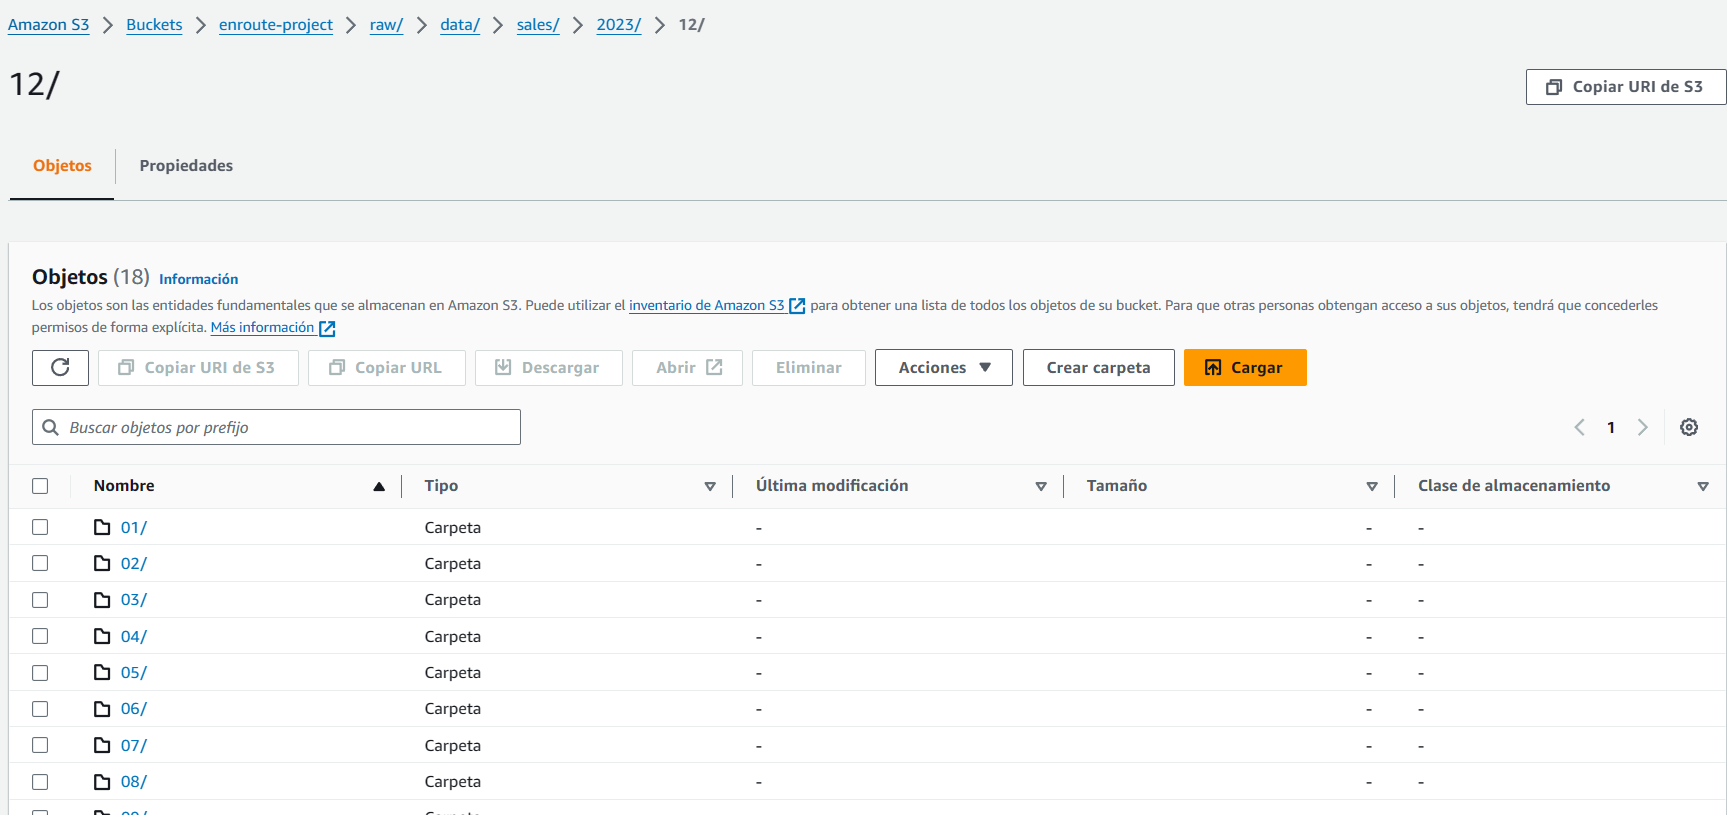 Amazon S3 > Buckets > enroute-project > raw/ > data/ > sales/ > 2023/ > 12/
12/
Copiar URI de S3
Objetos Propiedades
Objetos (18) Información
Los objetos son las entidades fundamentales que se almacenan en Amazon S3. Puede utilizar el inventario de Amazon S3 para obtener una lista de todos los objetos de su bucket. Para que otras personas obtengan acceso a sus objetos, tendrá que concederles
permisos de forma explícita. Más información
Copiar URI de S3 Copiar URL Descargar Abrir Eliminar Acciones Crear carpeta Cargar
Buscar objetos por prefijo
1
Nombre Tipo Última modificación Tamaño Clase de almacenamiento
01/ Carpeta - - -
02/ Carpeta - - -
03/ Carpeta - - -
04/ Carpeta - - -
05/ Carpeta - - -
06/ Carpeta - - -
07/ Carpeta - - -
08/ Carpeta - - -